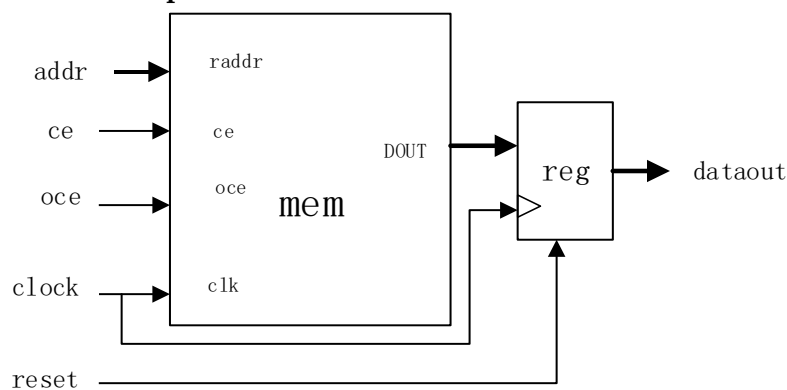 addr
raddr
ce
ce
DOUT
reg
dataout
oce
oce
mem
clock
clk
reset